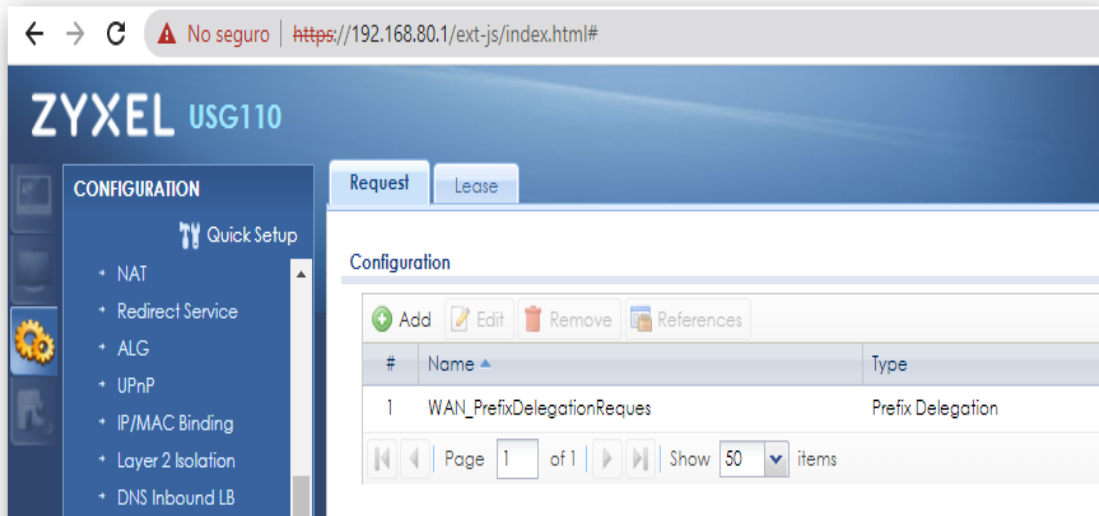 No seguro | https://192.168.80.1/ext-js/index.html#
ZYXEL USG110
CONFIGURATION
Quick Setup
NAT
Redirect Service
ALG
UPnP
IP/MAC Binding
Layer 2 Isolation
DNS Inbound LB
Request Lease
Configuration
Add Edit Remove References
# Name Type
1 WAN_PrefixDelegationReques Prefix Delegation
Page 1 of 1 Show 50 items